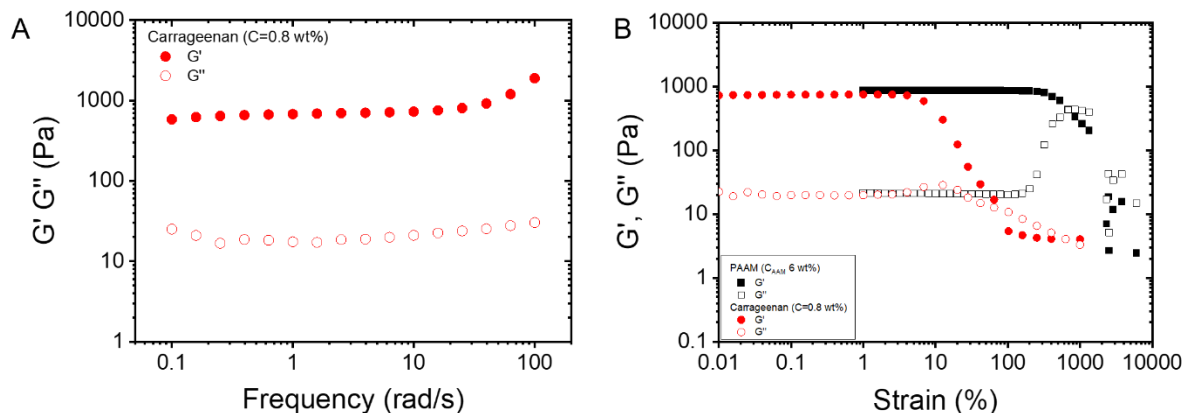 A
10000
1000
100
10
1
G' G" (Pa)
Carrageenan (C=0.8 wt%)
G'
G"
0.1
1
10
100
Frequency (rad/s)
B
10000
1000
100
10
1
0.1
G', G" (Pa)
PAAM (C_AAM 6 wt%)
G'
G"
Carrageenan (C=0.8 wt%)
G'
G"
0.01
0.1
1
10
100
1000
10000
Strain (%)